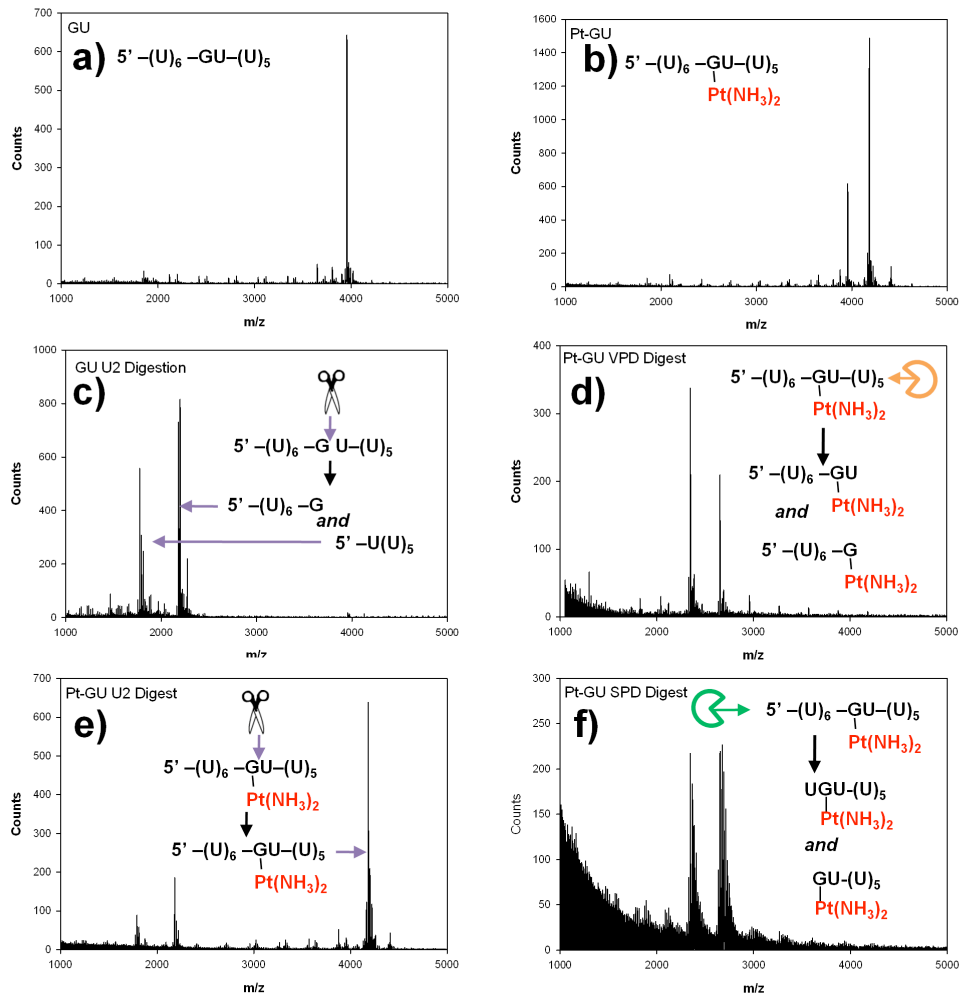 GU
a) 5’ –(U)6 –GU–(U)5
700
600
500
400
300
200
100
0
Counts
1000 2000 3000 4000 5000
m/z
Pt-GU
b) 5’ –(U)6 –GU–(U)5
Pt(NH3)2
1600
1400
1200
1000
800
600
400
200
0
Counts
1000 2000 3000 4000 5000
m/z
GU U2 Digestion
c)
5’ –(U)6 –G U–(U)5
5’ –(U)6 –G
and
5’ –U(U)5
1000
800
600
400
200
0
Counts
1000 2000 3000 4000 5000
m/z
Pt-GU VPD Digest
d) 5’ –(U)6 –GU–(U)5
Pt(NH3)2
5’ –(U)6 –GU
Pt(NH3)2
and
5’ –(U)6 –G
Pt(NH3)2
400
300
200
100
0
Counts
1000 2000 3000 4000 5000
m/z
Pt-GU U2 Digest
e)
5’ –(U)6 –GU–(U)5
Pt(NH3)2
5’ –(U)6 –GU–(U)5
Pt(NH3)2
700
600
500
400
300
200
100
0
Counts
1000 2000 3000 4000 5000
m/z
Pt-GU SPD Digest
f) 5’ –(U)6 –GU–(U)5
Pt(NH3)2
UGU-(U)5
Pt(NH3)2
and
GU-(U)5
Pt(NH3)2
300
250
200
150
100
50
0
Counts
1000 2000 3000 4000 5000
m/z